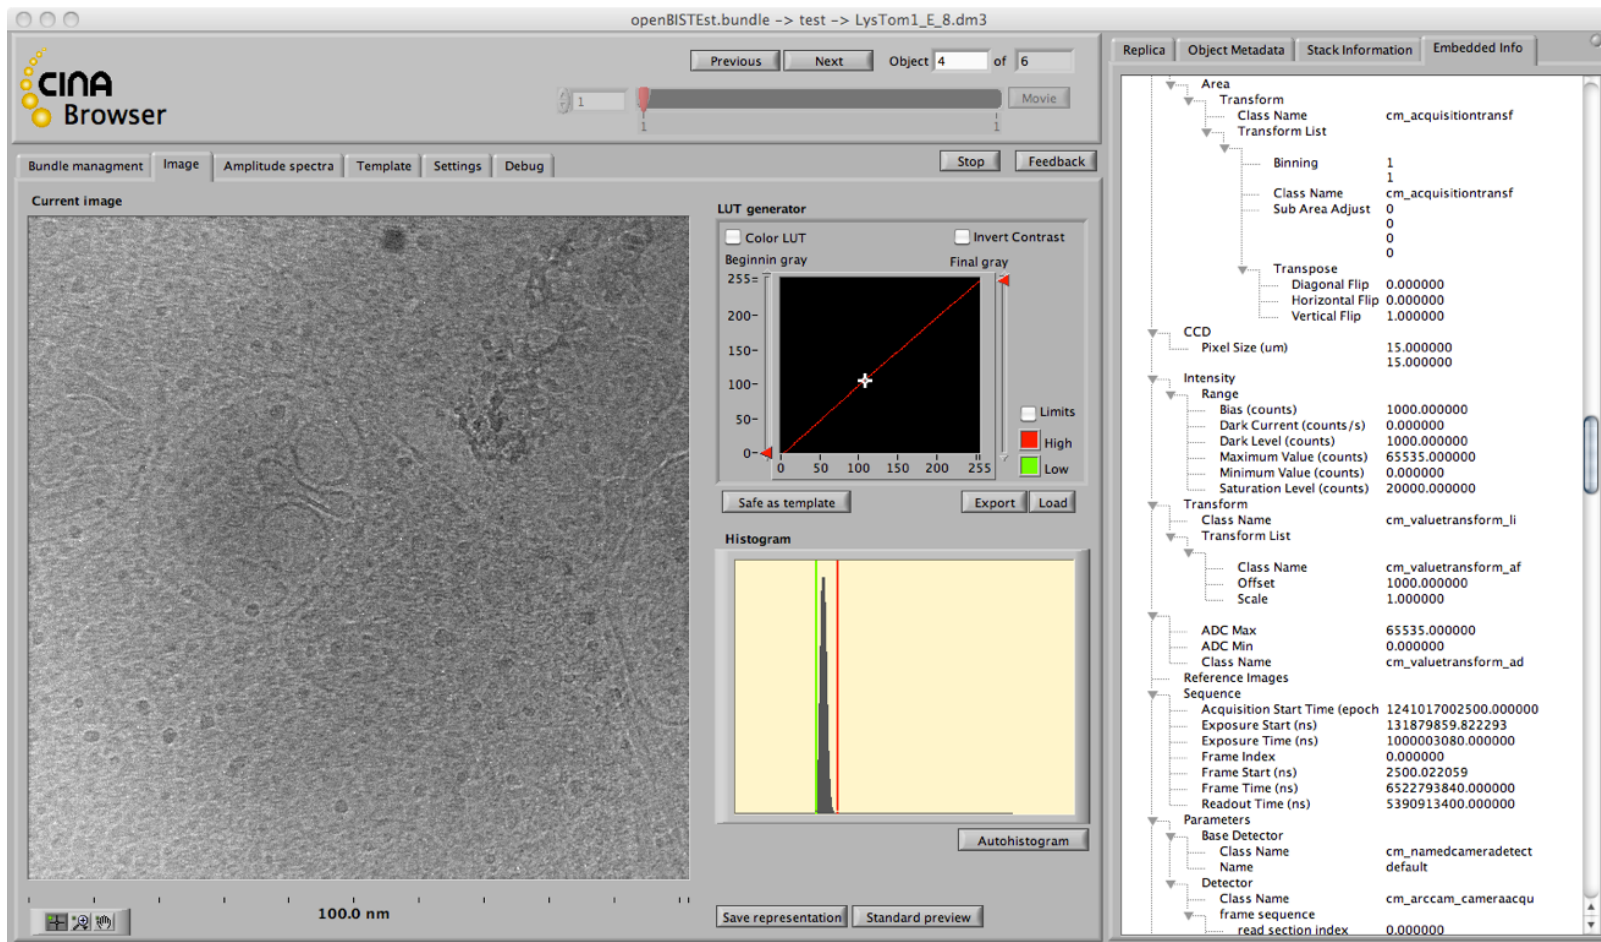 openBISTEst.bundle -> test -> LysTom1_E_8.dm3
CINA
Browser
Previous Next Object 4 of 6
1 Movie
1 1
Bundle managment Image Amplitude spectra Template Settings Debug Stop Feedback
Current image
100.0 nm
LUT generator
Color LUT Invert Contrast
Beginnin gray Final gray
255=
200-
150-
100-
50-
0-
0 50 100 150 200 255
Limits
High
Low
Safe as template Export Load
Histogram
Autohistogram
Save representation Standard preview
Replica Object Metadata Stack Information Embedded Info
Area
Transform
Class Name cm_acquisitiontransf
Transform List
Binning 1
1
Class Name cm_acquisitiontransf
Sub Area Adjust 0
0
0
0
Transpose
Diagonal Flip 0.000000
Horizontal Flip 0.000000
Vertical Flip 1.000000
CCD
Pixel Size (um) 15.000000
15.000000
Intensity
Range
Bias (counts) 1000.000000
Dark Current (counts/s) 0.000000
Dark Level (counts) 1000.000000
Maximum Value (counts) 65535.000000
Minimum Value (counts) 0.000000
Saturation Level (counts) 20000.000000
Transform
Class Name cm_valuetransform_li
Transform List
Class Name cm_valuetransform_af
Offset 1000.000000
Scale 1.000000
ADC Max 65535.000000
ADC Min 0.000000
Class Name cm_valuetransform_ad
Reference Images
Sequence
Acquisition Start Time (epoch 1241017002500.000000
Exposure Start (ns) 131879859.822293
Exposure Time (ns) 1000003080.000000
Frame Index 0.000000
Frame Start (ns) 2500.022059
Frame Time (ns) 6522793840.000000
Readout Time (ns) 5390913400.000000
Parameters
Base Detector
Class Name cm_namedcameradetect
Name default
Detector
Class Name cm_arccam_cameraacqu
frame sequence
read section index 0.000000